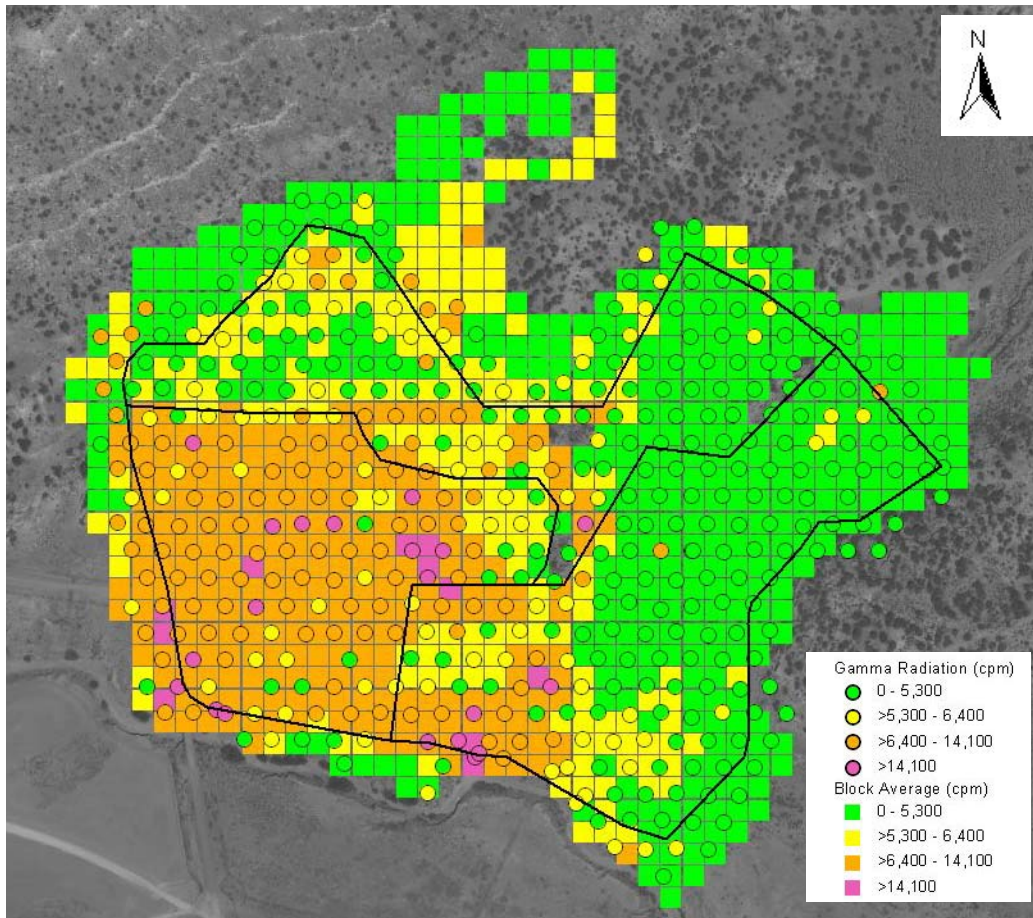 N
Gamma Radiation (cpm)
0 - 5,300
>5,300 - 6,400
>6,400 - 14,100
>14,100
Block Average (cpm)
0 - 5,300
>5,300 - 6,400
>6,400 - 14,100
>14,100